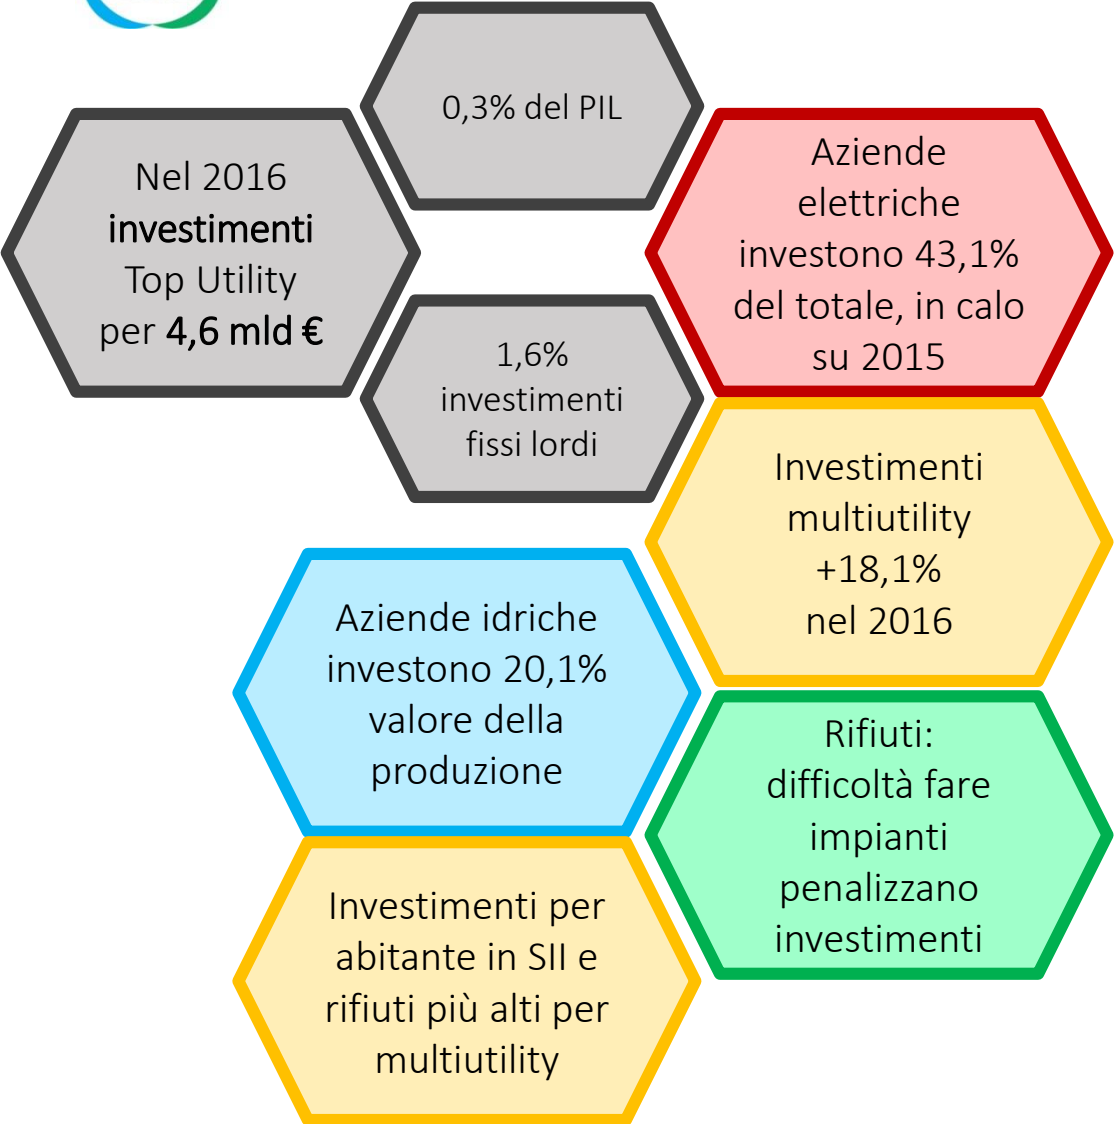 Nel 2016
investimenti
Top Utility
per 4,6 mld €
0,3% del PIL
1,6%
investimenti
fissi lordi
Aziende
elettriche
investono 43,1%
del totale, in calo
su 2015
Investimenti
multiutility
+18,1%
nel 2016
Aziende idriche
investono 20,1%
valore della
produzione
Rifiuti:
difficoltà fare
impianti
penalizzano
investimenti
Investimenti per
abitante in SII e
rifiuti più alti per
multiutility